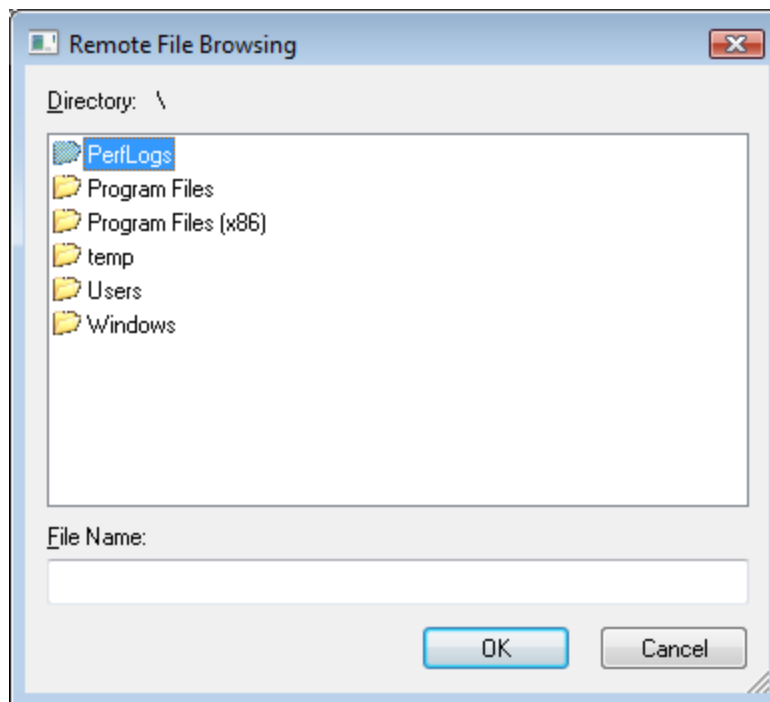 Remote File Browsing
Directory: \
PerfLogs
Program Files
Program Files (x86)
temp
Users
Windows
File Name:
OK Cancel